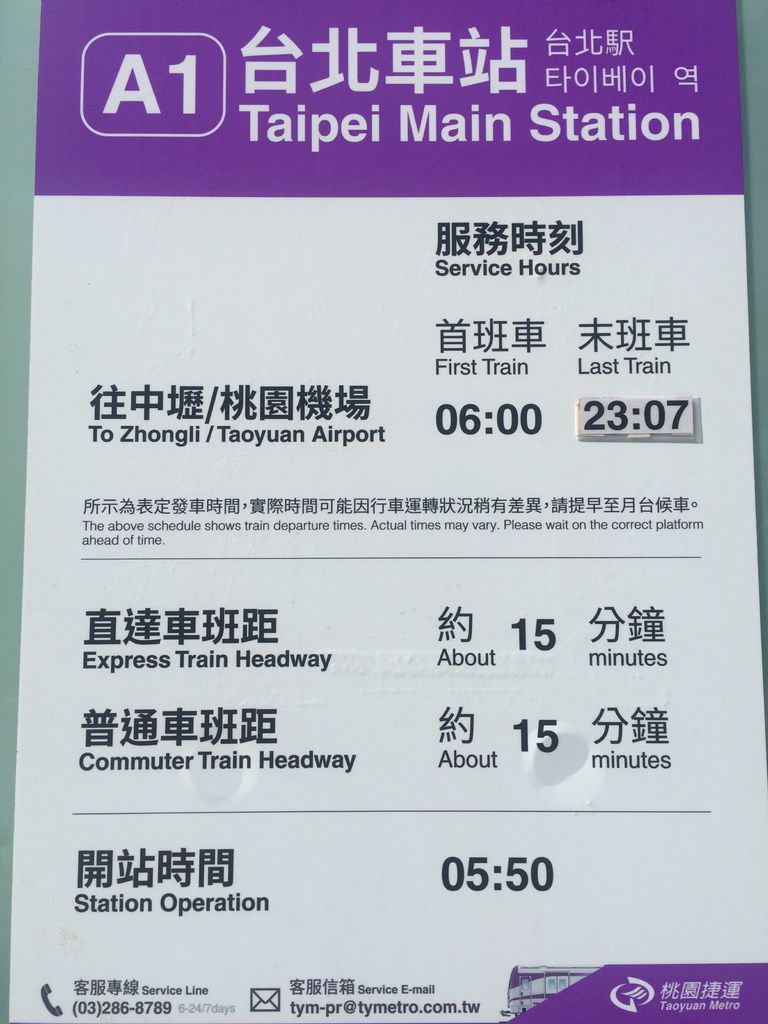 A1
台北車站
台北駅
타이베이 역
Taipei Main Station
服務時刻
Service Hours
首班車 末班車
First Train Last Train
往中壢/桃園機場
To Zhongli / Taoyuan Airport
06:00 23:07
所示為表定發車時間，實際時間可能因行車運轉狀況稍有差異，請提早至月台候車。
The above schedule shows train departure times. Actual times may vary. Please wait on the correct platform
ahead of time.
直達車班距 約 15 分鐘
Express Train Headway About minutes
普通車班距 約 15 分鐘
Commuter Train Headway About minutes
開站時間 05:50
Station Operation
客服專線 Service Line
(03)286-8789 6-24/7days
客服信箱 Service E-mail
tym-pr@tymetro.com.tw
桃園捷運
Taoyuan Metro